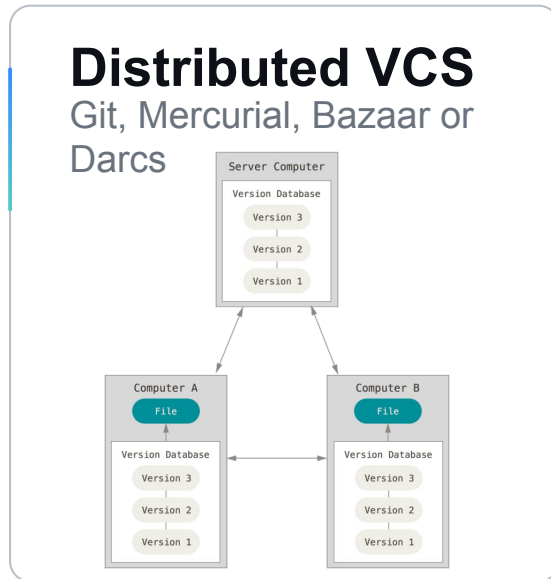 Distributed VCS
Git, Mercurial, Bazaar or
Darcs
Server Computer
Version Database
Version 3
Version 2
Version 1
Computer A
File
Version Database
Version 3
Version 2
Version 1
Computer B
File
Version Database
Version 3
Version 2
Version 1